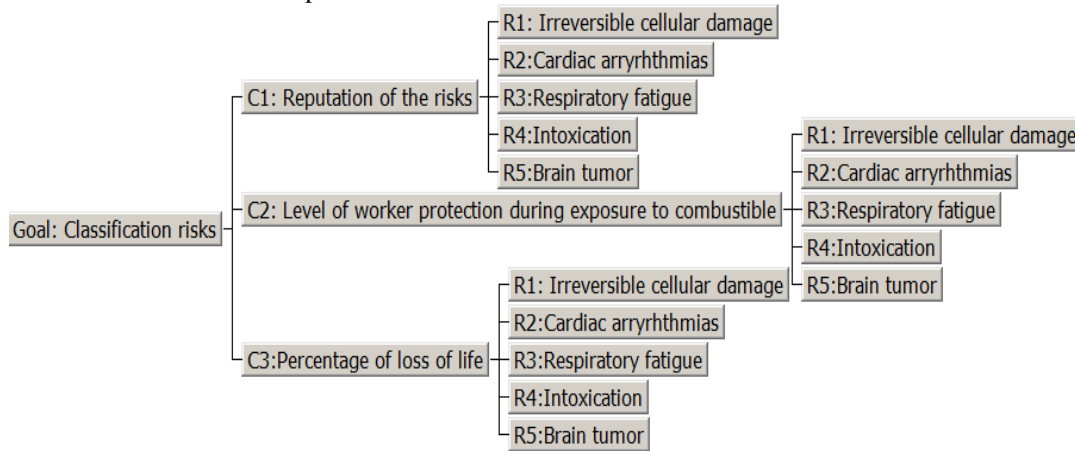 R1: Irreversible cellular damage
R2:Cardiac arryrhthmias
C1: Reputation of the risks
R3:Respiratory fatigue
R4:Intoxication
R5:Brain tumor
R1: Irreversible cellular damage
R2:Cardiac arryrhthmias
C2: Level of worker protection during exposure to combustible
R3:Respiratory fatigue
R4:Intoxication
R5:Brain tumor
Goal: Classification risks
R1: Irreversible cellular damage
R2:Cardiac arryrhthmias
C3:Percentage of loss of life
R3:Respiratory fatigue
R4:Intoxication
R5:Brain tumor